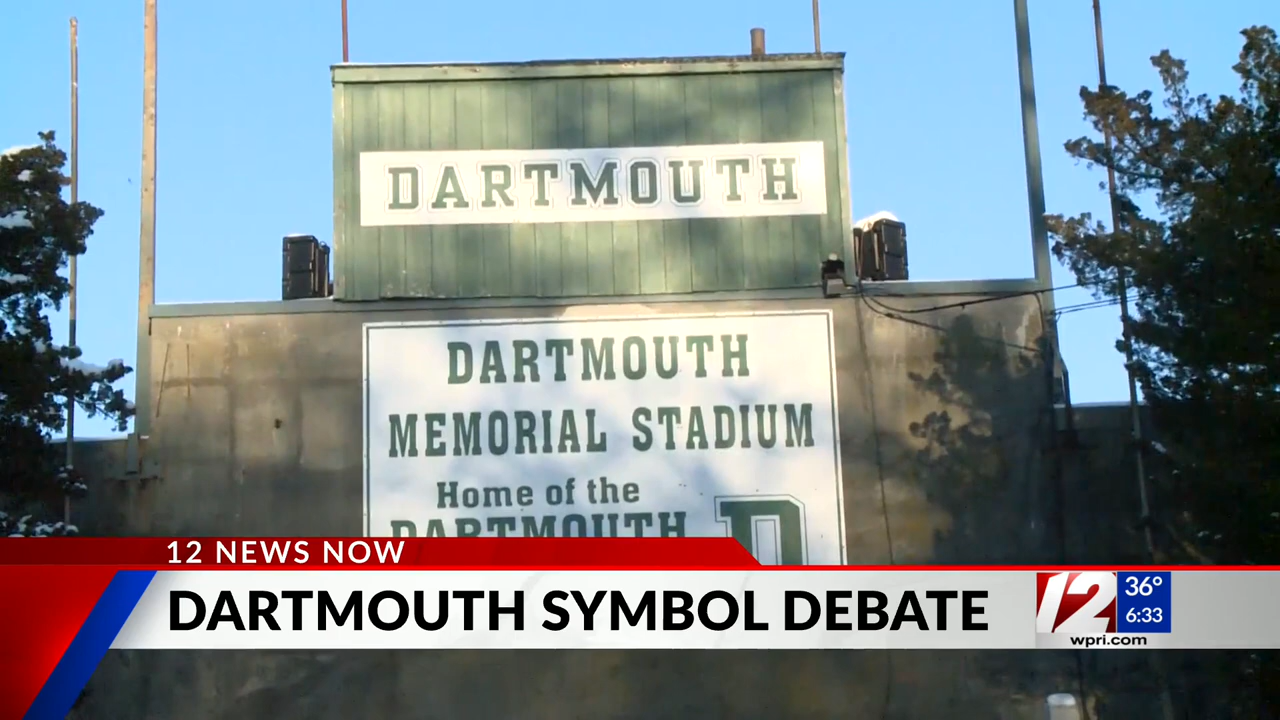 DARTMOUTH
DARTMOUTH
MEMORIAL STADIUM
Home of the
DARTMOUTH
D
12 NEWS NOW
DARTMOUTH SYMBOL DEBATE
12
36°
6:33
wpri.com